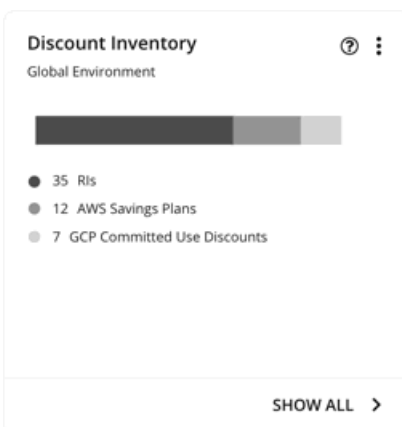 Discount Inventory
Global Environment
35 RIs
12 AWS Savings Plans
7 GCP Committed Use Discounts
SHOW ALL